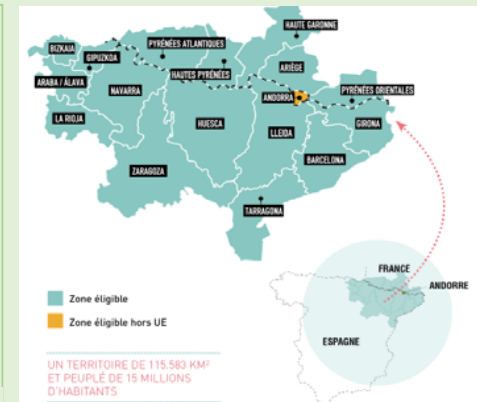 HAUTE GARONNE
BIZKAIA
PYRÉNÉES ATLANTIQUES
GIPUZKOA
ARIÈGE
HAUTES PYRÉNÉES
ARABA / ÁLAVA
NAVARRA
PYRÉNÉES ORIENTALES
ANDORRA
LA RIOJA
HUESCA
GIRONA
LLEIDA
BARCELONA
ZARAGOZA
TARRAGONA
FRANCE
ANDORRE
ESPAGNE
Zone éligible
Zone éligible hors UE
UN TERRITOIRE DE 115.583 KM²
ET PEUPLÉ DE 15 MILLIONS
D'HABITANTS